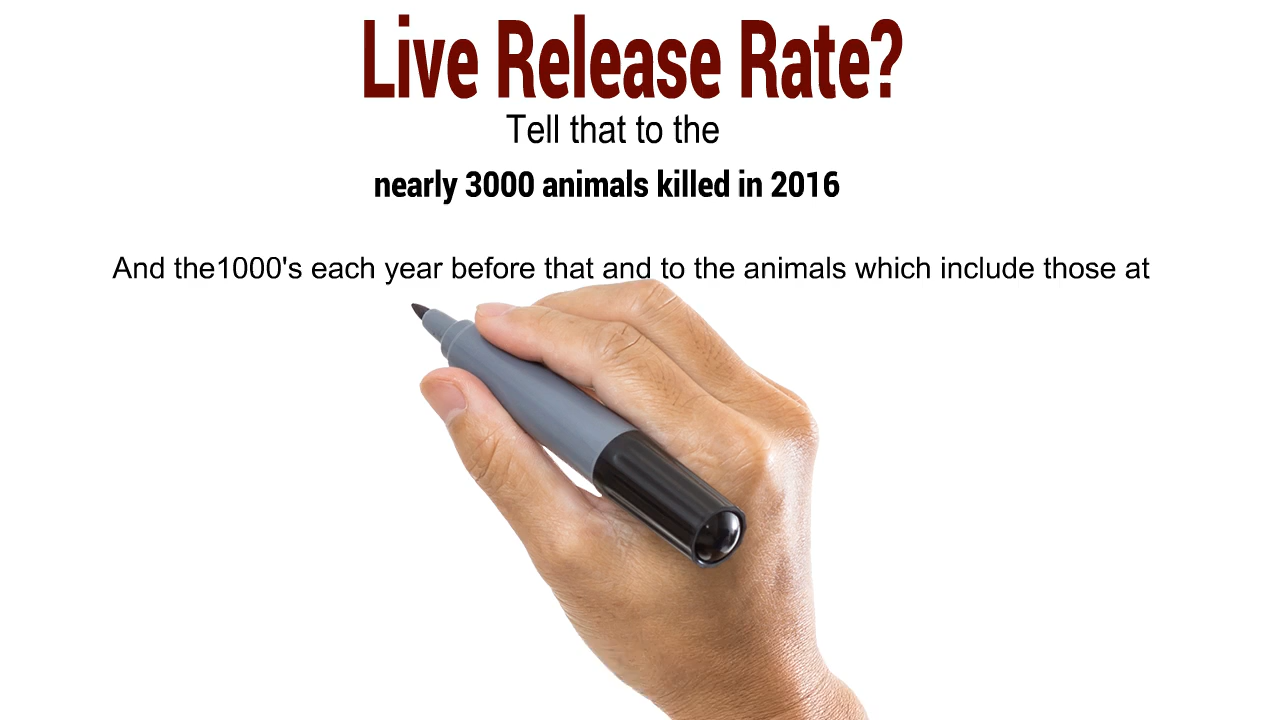 Live Release Rate?
Tell that to the
nearly 3000 animals killed in 2016
And the1000's each year before that and to the animals which include those at